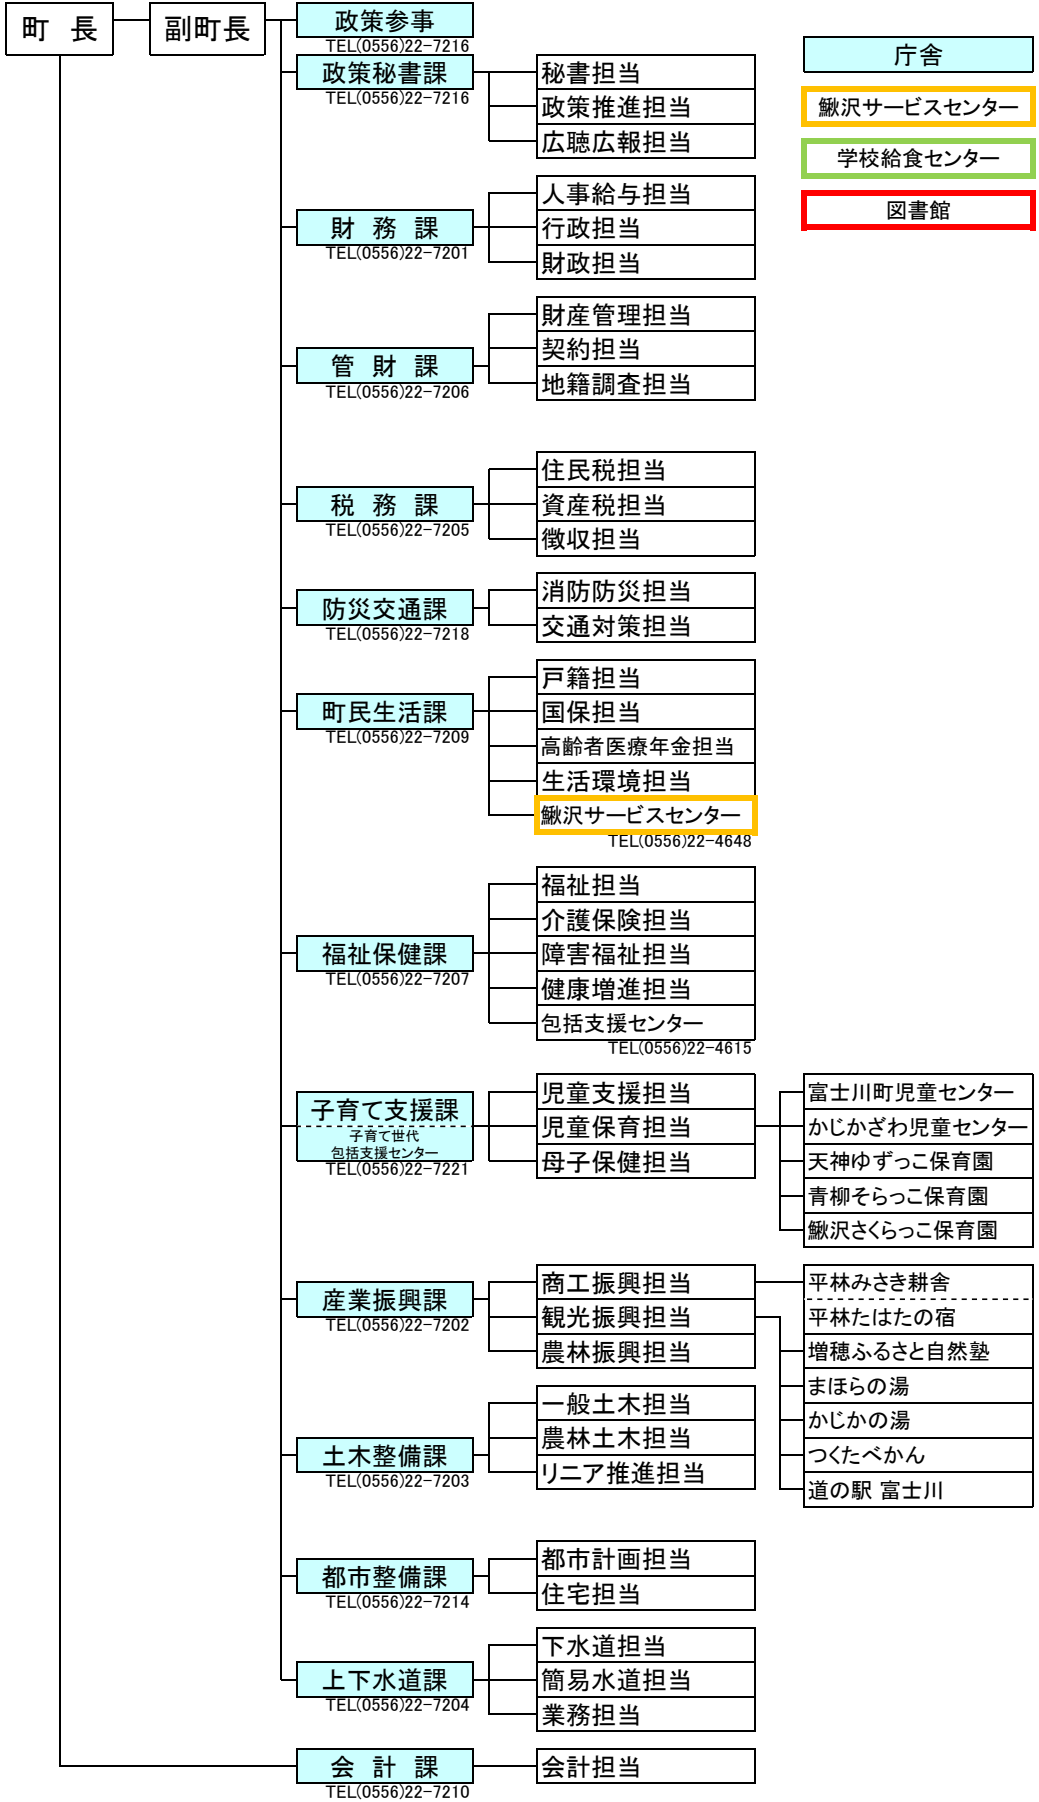 町 長
副町長
政策参事
TEL(0556)22-7216
庁舎
鰍沢サービスセンター
学校給食センター
図書館
政策秘書課
TEL(0556)22-7216
秘書担当
政策推進担当
広聴広報担当
財 務 課
TEL(0556)22-7201
人事給与担当
行政担当
財政担当
管 財 課
TEL(0556)22-7206
財産管理担当
契約担当
地籍調査担当
税 務 課
TEL(0556)22-7205
住民税担当
資産税担当
徴収担当
防災交通課
TEL(0556)22-7218
消防防災担当
交通対策担当
町民生活課
TEL(0556)22-7209
戸籍担当
国保担当
高齢者医療年金担当
生活環境担当
鰍沢サービスセンター
TEL(0556)22-4648
福祉保健課
TEL(0556)22-7207
福祉担当
介護保険担当
障害福祉担当
健康増進担当
包括支援センター
TEL(0556)22-4615
子育て支援課
子育て世代
包括支援センター
TEL(0556)22-7221
児童支援担当
児童保育担当
母子保健担当
富士川町児童センター
かじかざわ児童センター
天神ゆずっこ保育園
青柳そらっこ保育園
鰍沢さくらっこ保育園
産業振興課
TEL(0556)22-7202
商工振興担当
観光振興担当
農林振興担当
平林みさき耕舎
平林たはたの宿
増穂ふるさと自然塾
まほらの湯
かじかの湯
つくたべかん
道の駅 富士川
土木整備課
TEL(0556)22-7203
一般土木担当
農林土木担当
リニア推進担当
都市整備課
TEL(0556)22-7214
都市計画担当
住宅担当
上下水道課
TEL(0556)22-7204
下水道担当
簡易水道担当
業務担当
会 計 課
TEL(0556)22-7210
会計担当